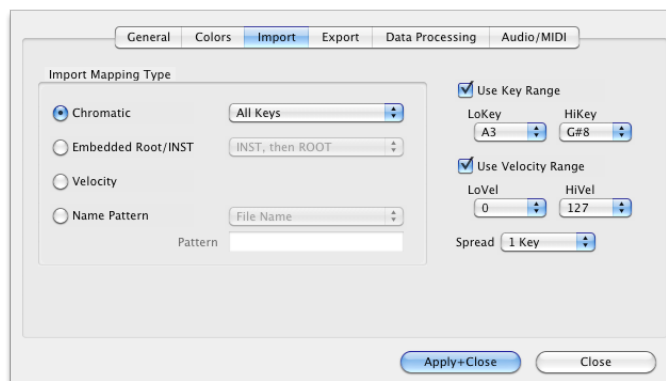 General Colors Import Export Data Processing Audio/MIDI
Import Mapping Type
Chromatic All Keys
Embedded Root/INST INST, then ROOT
Velocity
Name Pattern File Name
Pattern
Use Key Range
LoKey HiKey
A3 G#8
Use Velocity Range
LoVel HiVel
0 127
Spread 1 Key
Apply+Close Close